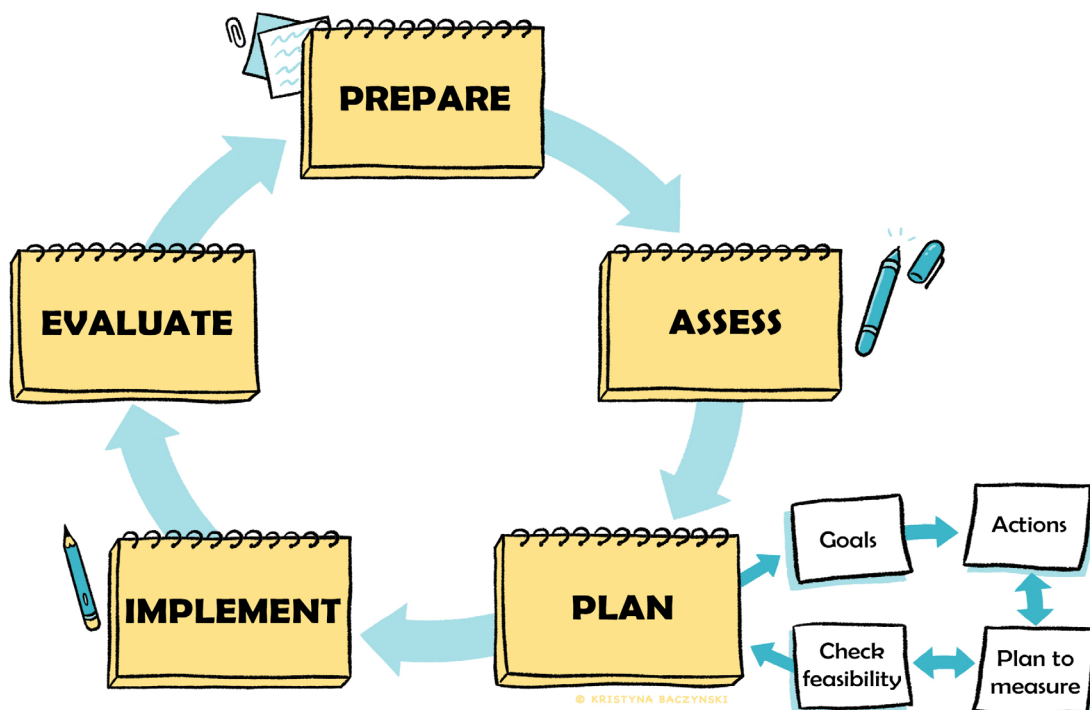 PREPARE
ASSESS
PLAN
Goals
Actions
Plan to
measure
Check
feasibility
IMPLEMENT
EVALUATE
© KRISTYNA BACZYNSKI